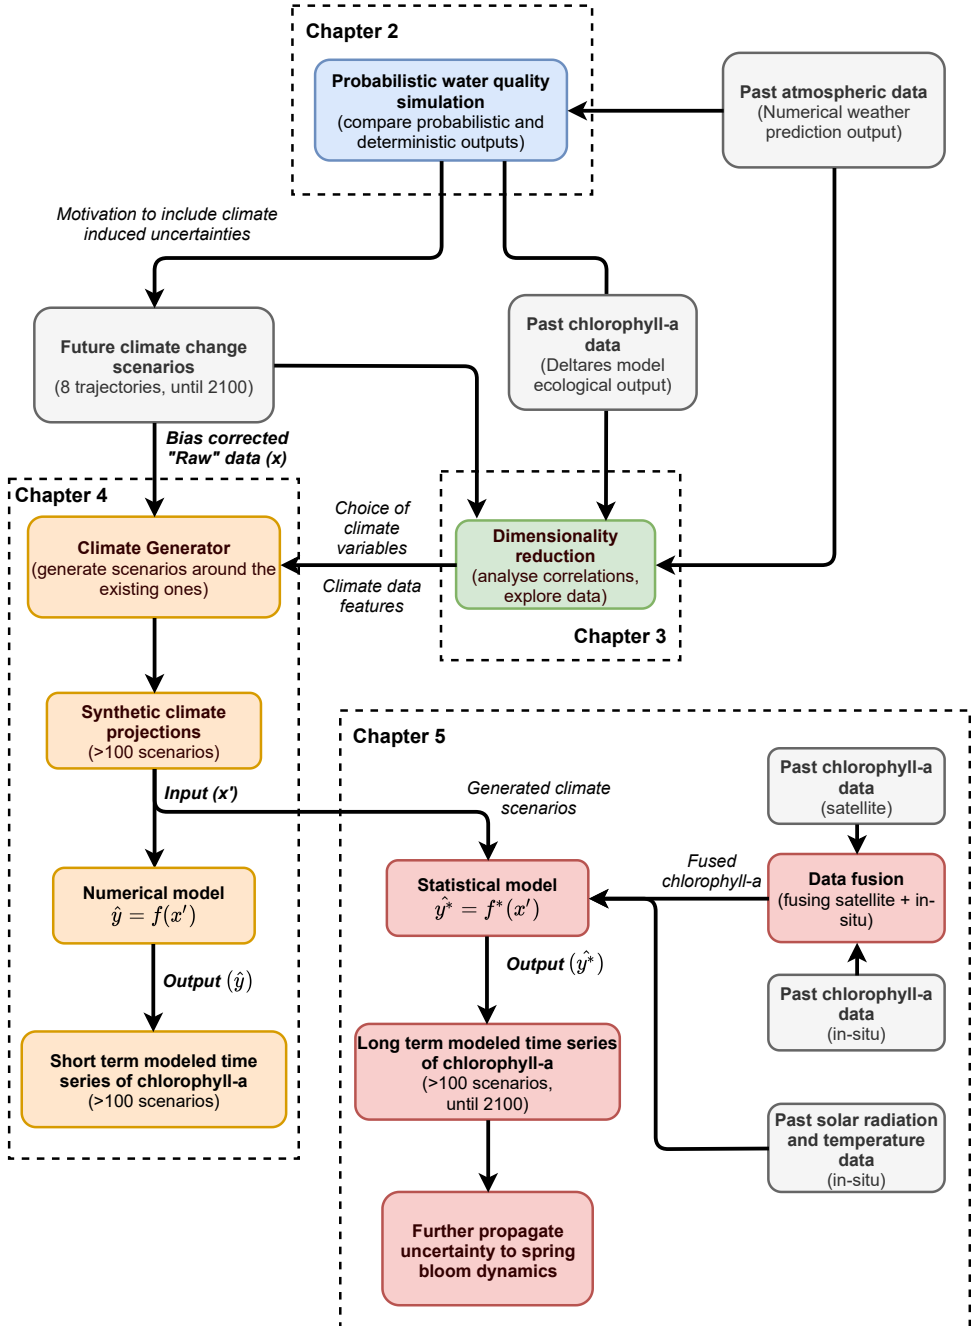 Chapter 2
Probabilistic water quality
simulation
(compare probabilistic and
deterministic outputs)
Past atmospheric data
(Numerical weather
prediction output)
Motivation to include climate
induced uncertainties
Future climate change
scenarios
(8 trajectories, until 2100)
Past chlorophyll-a
data
(Deltares model
ecological output)
Bias corrected
"Raw" data (x)
Chapter 4
Climate Generator
(generate scenarios around the
existing ones)
Choice of
climate
variables
Climate data
features
Dimensionality
reduction
(analyse correlations,
explore data)
Chapter 3
Synthetic climate
projections
(>100 scenarios)
Input (x')
Numerical model
ŷ = f(x′)
Output (ŷ)
Short term modeled time
series of chlorophyll-a
(>100 scenarios)
Chapter 5
Generated climate
scenarios
Past chlorophyll-a
data
(satellite)
Statistical model
ŷ* = f*(x′)
Fused
chlorophyll-a
Data fusion
(fusing satellite + in-
situ)
Output (ŷ*)
Past chlorophyll-a
data
(in-situ)
Long term modeled time series
of chlorophyll-a
(>100 scenarios,
until 2100)
Past solar radiation
and temperature
data
(in-situ)
Further propagate
uncertainty to spring
bloom dynamics